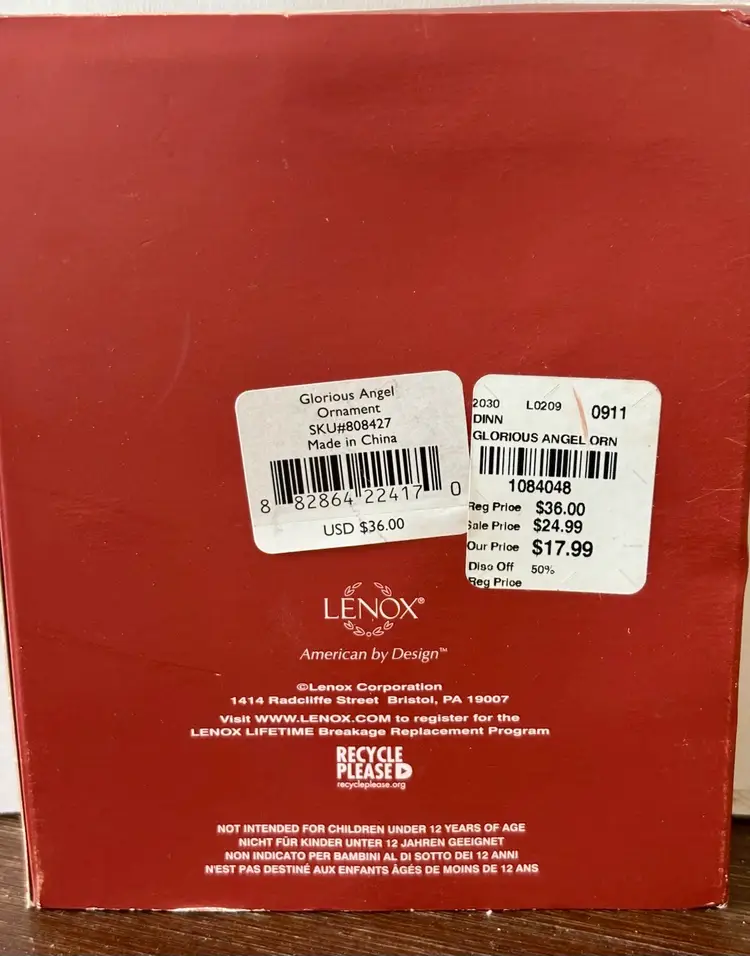 Glorious Angel
Ornament
SKU#808427
Made in China
8 82864 22417 0
USD $36.00
2030 L0209 0911
DINN
GLORIOUS ANGEL ORN
1084048
Reg Price $36.00
Sale Price $24.99
Our Price $17.99
Disc Off 50%
Reg Price
LENOX®
American by Design™
©Lenox Corporation
1414 Radcliffe Street Bristol, PA 19007
Visit WWW.LENOX.COM to register for the
LENOX LIFETIME Breakage Replacement Program
RECYCLE
PLEASE
recycleplease.org
NOT INTENDED FOR CHILDREN UNDER 12 YEARS OF AGE
NICHT FÜR KINDER UNTER 12 JAHREN GEEIGNET
NON INDICATO PER BAMBINI AL DI SOTTO DEI 12 ANNI
N'EST PAS DESTINÉ AUX ENFANTS ÂGÉS DE MOINS DE 12 ANS